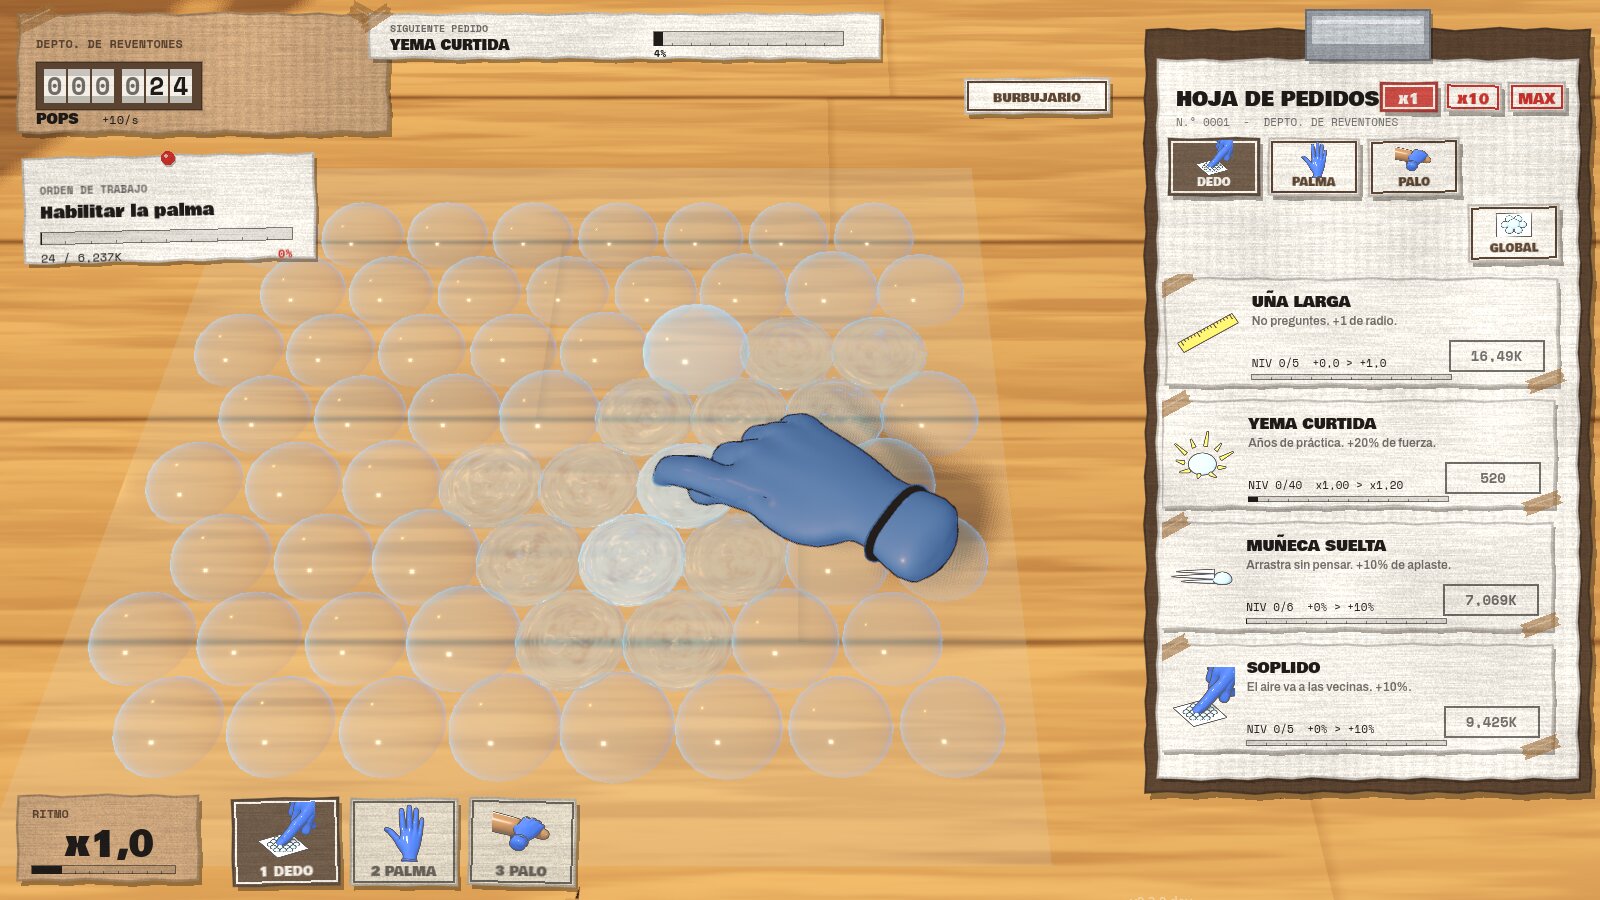 DEPTO. DE REVENTONES
000024
POPS +10/s
SIGUIENTE PEDIDO
YEMA CURTIDA
4%
BURBUJARIO
ORDEN DE TRABAJO
Habilitar la palma
0%
24 / 6,237K
HOJA DE PEDIDOS x1 x10 MAX
N.° 0001 - DEPTO. DE REVENTONES
DEDO PALMA PALO
GLOBAL
UÑA LARGA
No preguntes. +1 de radio.
NIV 0/5 +0,0 > +1,0
16,49K
YEMA CURTIDA
Años de práctica. +20% de fuerza.
NIV 0/40 x1,00 > x1,20
520
MUÑECA SUELTA
Arrastra sin pensar. +10% de aplaste.
NIV 0/6 +0% > +10%
7,069K
SOPLIDO
El aire va a las vecinas. +10%.
NIV 0/5 +0% > +10%
9,425K
RITMO
x1,0
1 DEDO 2 PALMA 3 PALO